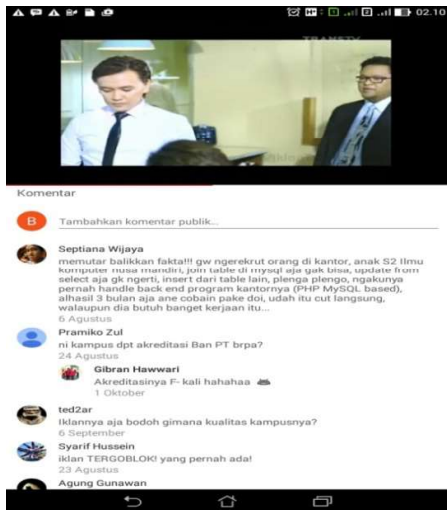 02.10
TRANSTV
Komentar
B
Tambahkan komentar publik...
Septiana Wijaya
memutar balikkan fakta!!! gw ngerekrut orang di kantor, anak S2 Ilmu
komputer nusa mandiri, join table di mysql aja gak bisa, update from
select aja gk ngerti, insert dari table lain, plenga plengo, ngakunya
pernah handle back end program kantornya (PHP MySQL based),
alhasil 3 bulan aja ane cobain pake doi, udah itu cut langsung,
walaupun dia butuh banget kerjaan itu...
6 Agustus
Pramiko Zul
ni kampus dpt akreditasi Ban PT brpa?
24 Agustus
Gibran Hawwari
Akreditasinya F- kali hahahaa
1 Oktober
ted2ar
Iklannya aja bodoh gimana kualitas kampusnya?
6 September
Syarif Hussein
iklan TERGOBLOK! yang pernah ada!
23 Agustus
Agung Gunawan